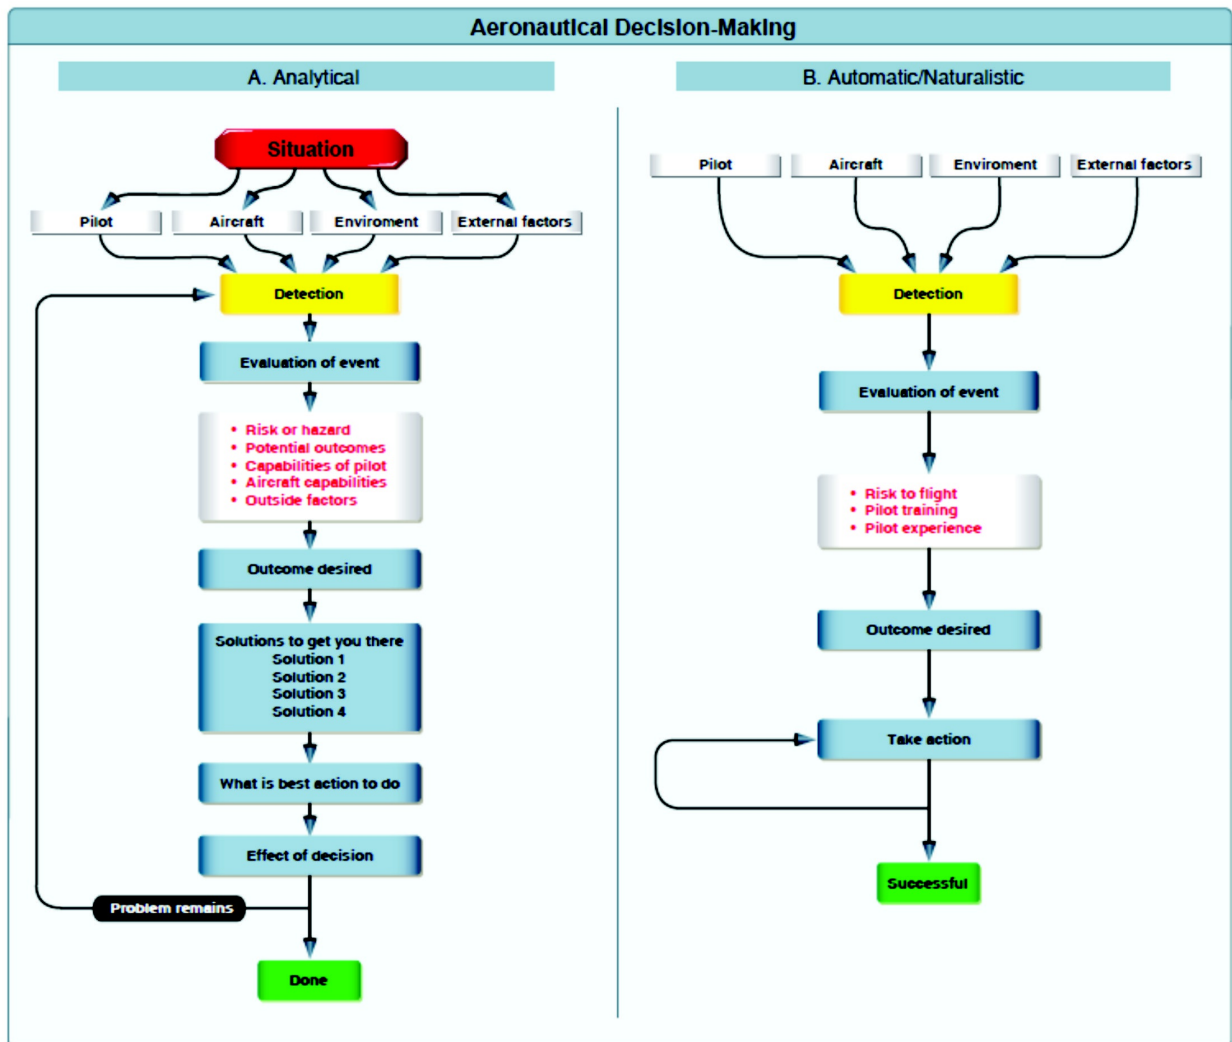 Aeronautical Decision-Making
A. Analytical
Situation
Pilot
Aircraft
Enviroment
External factors
Detection
Evaluation of event
• Risk or hazard
• Potential outcomes
• Capabilities of pilot
• Aircraft capabilities
• Outside factors
Outcome desired
Solutions to get you there
Solution 1
Solution 2
Solution 3
Solution 4
What is best action to do
Effect of decision
Problem remains
Done
B. Automatic/Naturalistic
Pilot
Aircraft
Enviroment
External factors
Detection
Evaluation of event
• Risk to flight
• Pilot training
• Pilot experience
Outcome desired
Take action
Successful